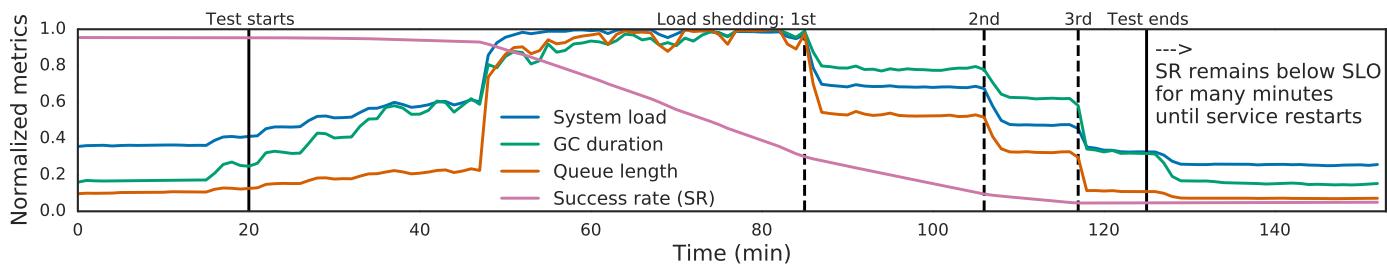 Test starts
Load shedding: 1st
2nd
3rd
Test ends
Normalized metrics
1.0
0.8
0.6
0.4
0.2
0.0
System load
GC duration
Queue length
Success rate (SR)
--->
SR remains below SLO
for many minutes
until service restarts
0
20
40
60
80
100
120
140
Time (min)